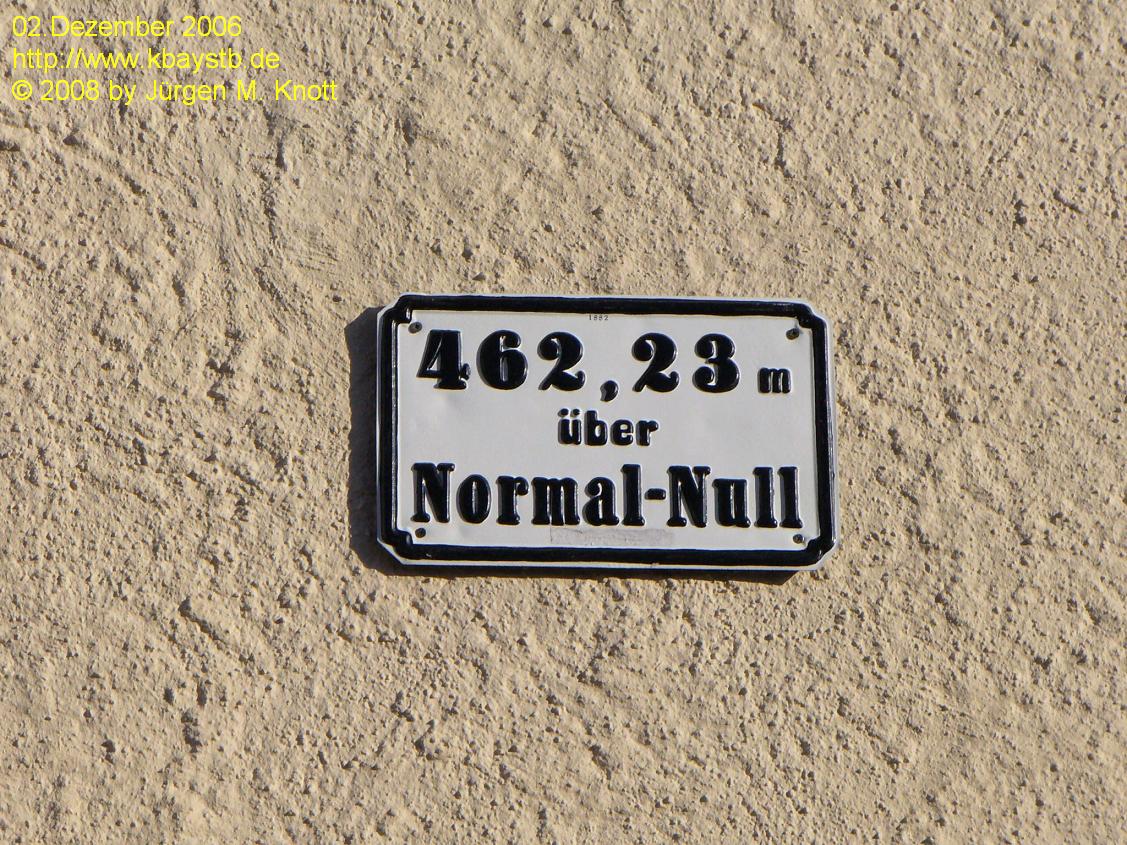 02.Dezember 2006
http://www.kbaystb.de
© 2008 by Jürgen M. Knott
1882
462,23 m
über
Normal-Null